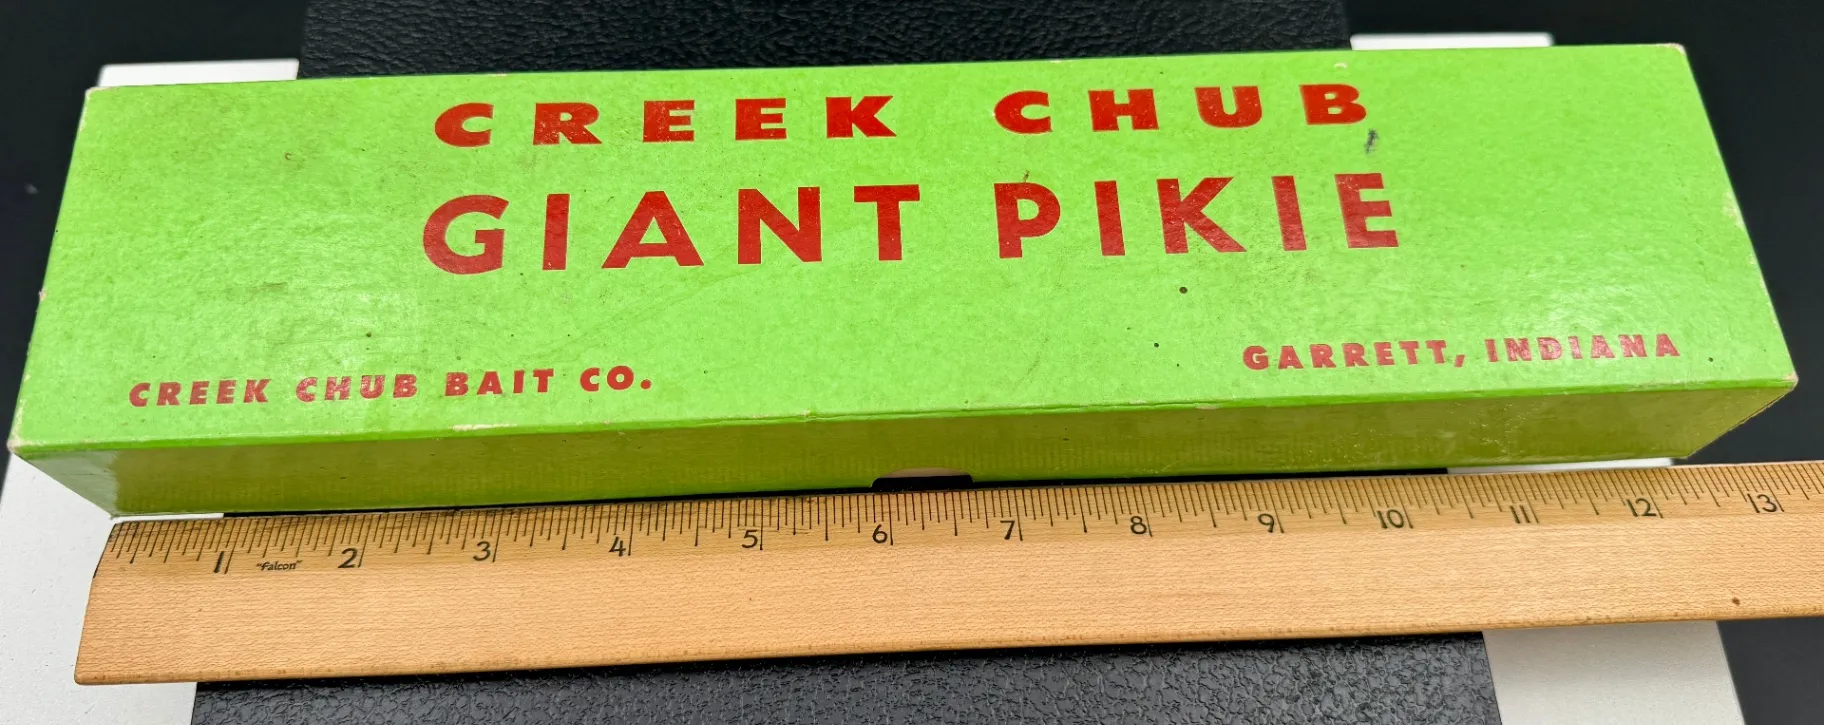 CREEK CHUB
GIANT PIKIE
CREEK CHUB BAIT CO.
GARRETT, INDIANA
1 2 3 4 5 6 7 8 9 10 11 12 13
"Falcon"